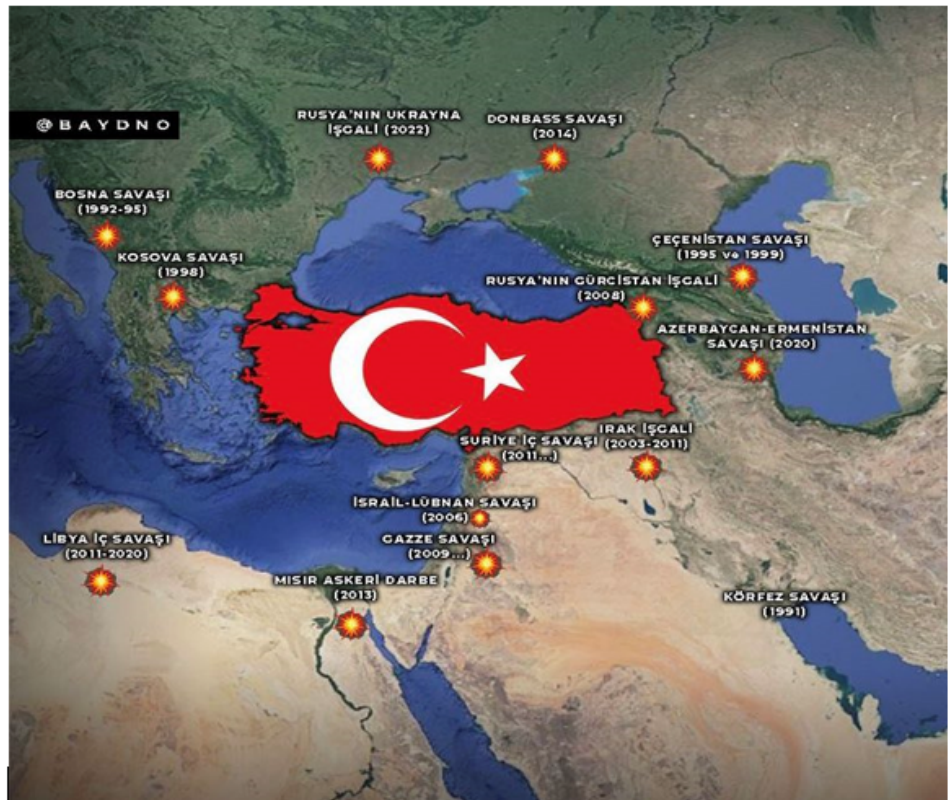 @BAYDNO
RUSYA'NIN UKRAYNA
İŞGALİ (2022)
DONBASS SAVAŞI
(2014)
BOSNA SAVAŞI
(1992-95)
KOSOVA SAVAŞI
(1998)
ÇEÇENİSTAN SAVAŞI
(1995 ve 1999)
RUSYA'NIN GÜRCİSTAN İŞGALİ
(2008)
AZERBAYCAN-ERMENİSTAN
SAVAŞI (2020)
SURİYE İÇ SAVAŞI
(2011...)
IRAK İŞGALİ
(2003-2011)
İSRAİL-LÜBNAN SAVAŞI
(2006)
LİBYA İÇ SAVAŞI
(2011-2020)
GAZZE SAVAŞI
(2009...)
MISIR ASKERİ DARBE
(2013)
KÖRFEZ SAVAŞI
(1991)